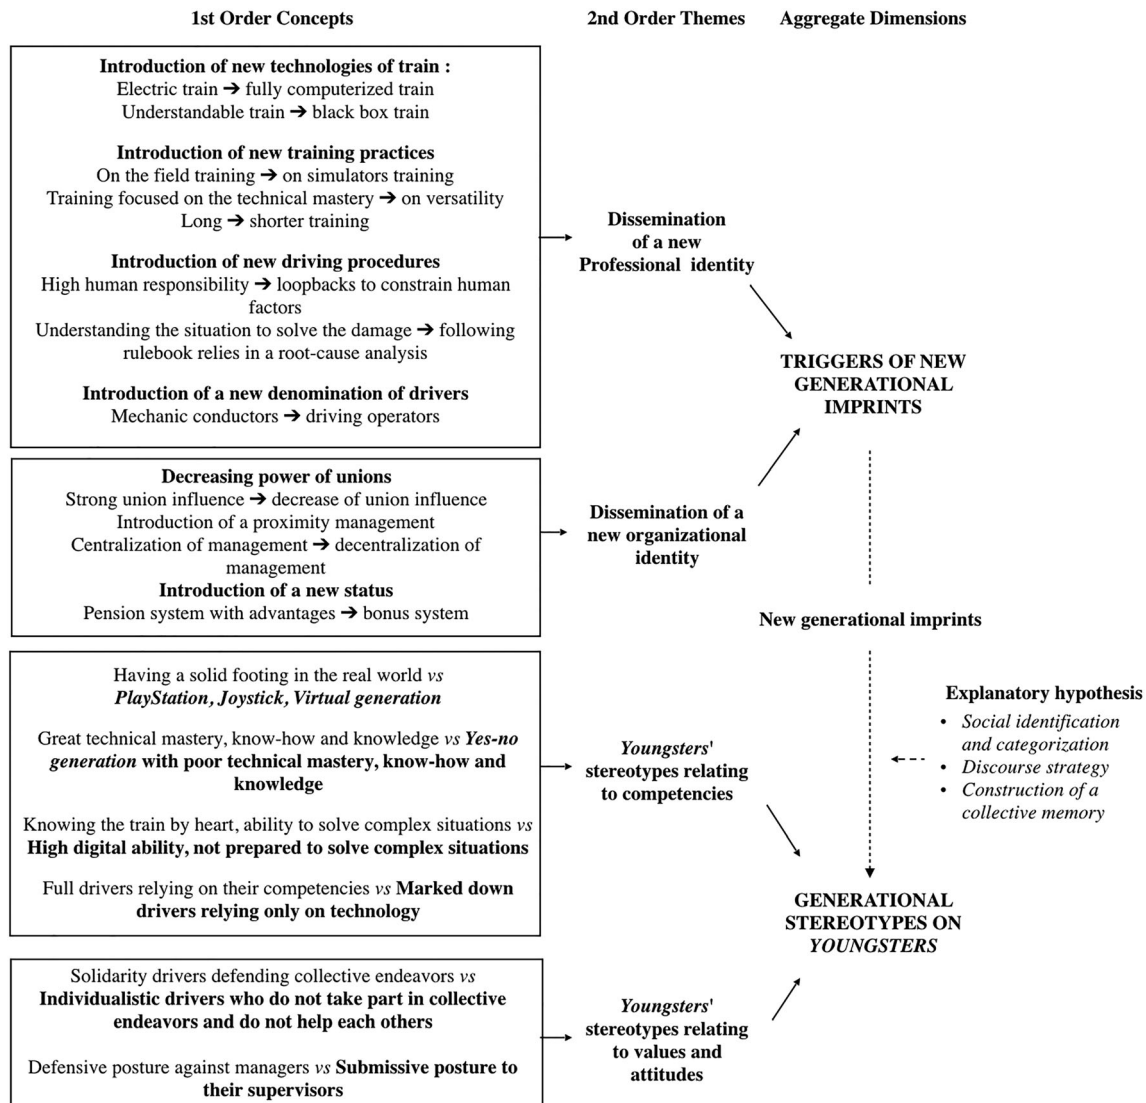 1st Order Concepts
2nd Order Themes
Aggregate Dimensions
Introduction of new technologies of train :
Electric train ➔ fully computerized train
Understandable train ➔ black box train
Introduction of new training practices
On the field training ➔ on simulators training
Training focused on the technical mastery ➔ on versatility
Long ➔ shorter training
Introduction of new driving procedures
High human responsibility ➔ loopbacks to constrain human
factors
Understanding the situation to solve the damage ➔ following
rulebook relies in a root-cause analysis
Introduction of a new denomination of drivers
Mechanic conductors ➔ driving operators
Dissemination
of a new
Professional identity
Decreasing power of unions
Strong union influence ➔ decrease of union influence
Introduction of a proximity management
Centralization of management ➔ decentralization of
management
Introduction of a new status
Pension system with advantages ➔ bonus system
Dissemination of a
new organizational
identity
TRIGGERS OF NEW
GENERATIONAL
IMPRINTS
New generational imprints
Explanatory hypothesis
• Social identification
and categorization
• Discourse strategy
• Construction of a
collective memory
Having a solid footing in the real world vs
PlayStation, Joystick, Virtual generation
Great technical mastery, know-how and knowledge vs Yes-no
generation with poor technical mastery, know-how and
knowledge
Knowing the train by heart, ability to solve complex situations vs
High digital ability, not prepared to solve complex situations
Full drivers relying on their competencies vs Marked down
drivers relying only on technology
Youngsters'
stereotypes relating
to competencies
Solidarity drivers defending collective endeavors vs
Individualistic drivers who do not take part in collective
endeavors and do not help each others
Defensive posture against managers vs Submissive posture to
their supervisors
Youngsters'
stereotypes relating
to values and
attitudes
GENERATIONAL
STEREOTYPES ON
YOUNGSTERS